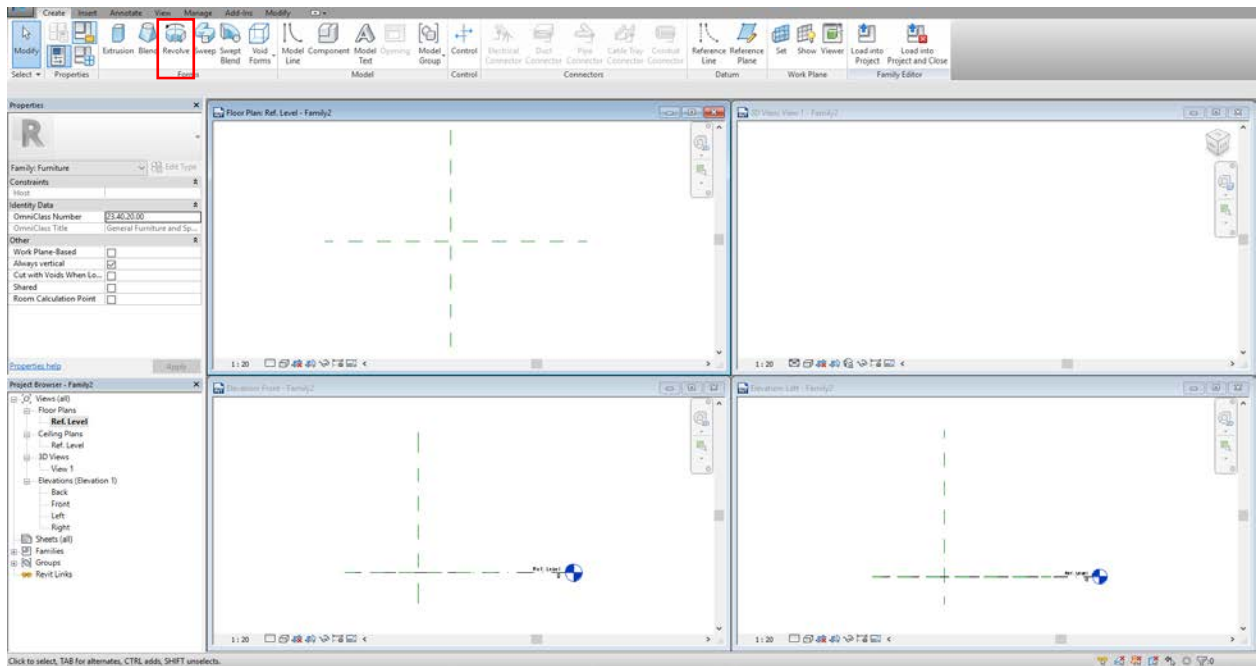 Create Insert Annotate View Manage Add-Ins Modify
Modify Extrusion Blend Revolve Sweep Swept Blend Void Forms Model Line Component Model Text Opening Model Group Control Electrical Connector Duct Connector Pipe Connector Cable Tray Connector Conduit Connector Reference Line Reference Plane Set Show Viewer Load into Project Load into Project and Close
Select Properties Forms Model Control Connectors Datum Work Plane Family Editor
Properties
R
Family: Furniture Edit Type
Constraints
Host
Identity Data
OmniClass Number 23.40.20.00
OmniClass Title General Furniture and Sp...
Other
Work Plane-Based
Always vertical
Cut with Voids When Lo...
Shared
Room Calculation Point
Properties help Apply
Project Browser - Family2
Views (all)
Floor Plans
Ref. Level
Ceiling Plans
Ref. Level
3D Views
View 1
Elevations (Elevation 1)
Back
Front
Left
Right
Sheets (all)
Families
Groups
Revit Links
Floor Plan: Ref. Level - Family2
1 : 20
3D View: View 1 - Family2
1 : 20
Elevation: Front - Family2
Ref. Level
1 : 20
Elevation: Left - Family2
Ref. Level
1 : 20
Click to select, TAB for alternates, CTRL adds, SHIFT unselects.
:0